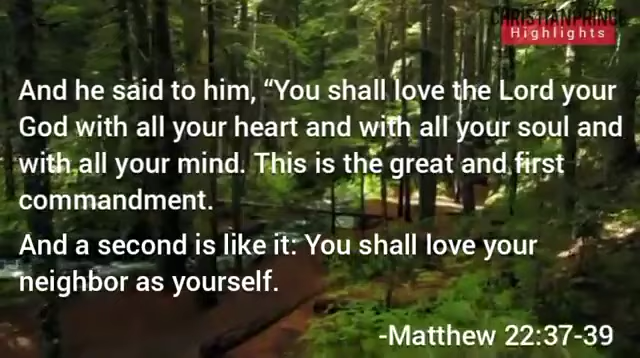 CHRISTIANPRINCE
Highlights
And he said to him, “You shall love the Lord your
God with all your heart and with all your soul and
with all your mind. This is the great and first
commandment.
And a second is like it: You shall love your
neighbor as yourself.
-Matthew 22:37-39